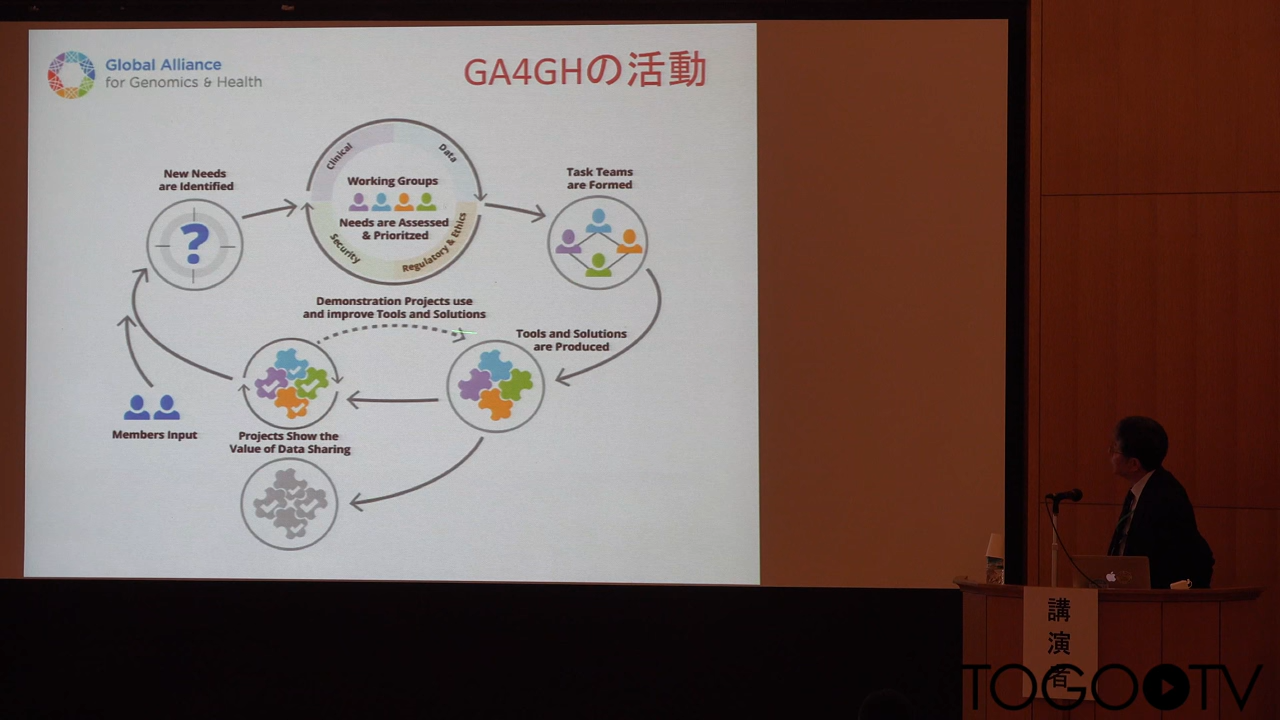 Global Alliance
for Genomics & Health
GA4GHの活動
New Needs
are Identified
Clinical
Data
Working Groups
Needs are Assessed
& Prioritzed
Security
Regulatory & Ethics
Task Teams
are Formed
?
Demonstration Projects use
and improve Tools and Solutions
Tools and Solutions
are Produced
Members Input
Projects Show the
Value of Data Sharing
講
演
者
TOGOTV